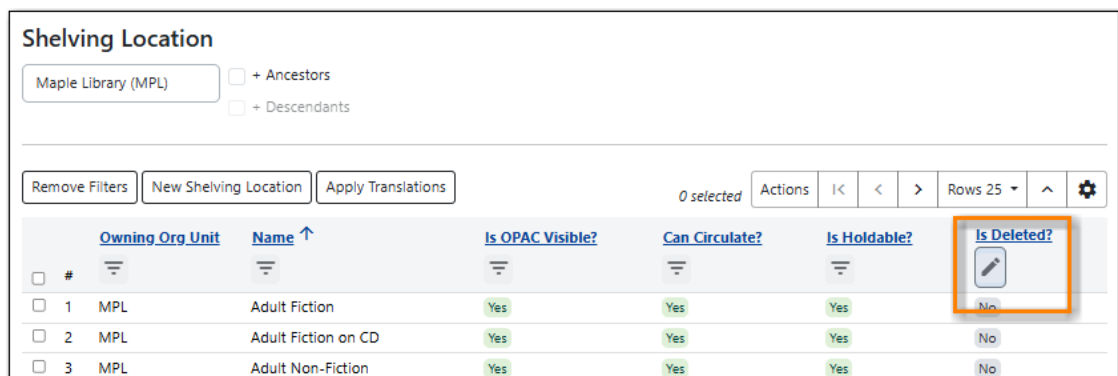 Shelving Location
Maple Library (MPL)
+ Ancestors
+ Descendants
Remove Filters New Shelving Location Apply Translations 0 selected Actions Rows 25
Owning Org Unit Name Is OPAC Visible? Can Circulate? Is Holdable? Is Deleted?
#
1 MPL Adult Fiction Yes Yes Yes No
2 MPL Adult Fiction on CD Yes Yes Yes No
3 MPL Adult Non-Fiction Yes Yes Yes No